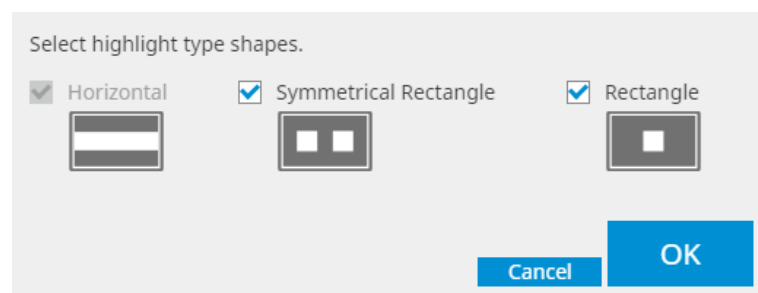 Select highlight type shapes.
Horizontal Symmetrical Rectangle Rectangle
Cancel OK